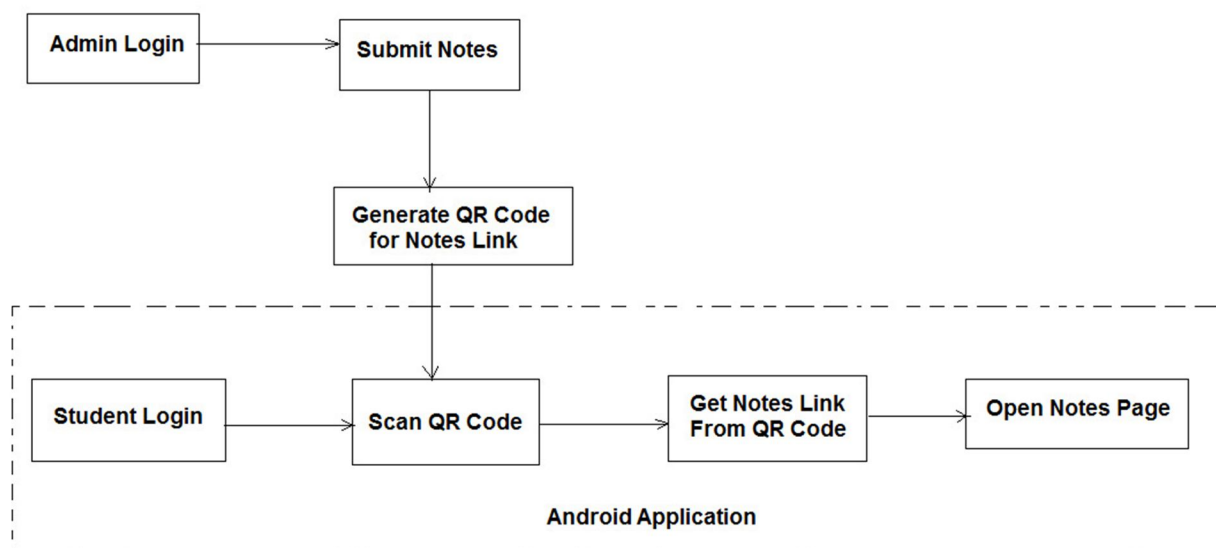 Admin Login
Submit Notes
Generate QR Code
for Notes Link
Student Login
Scan QR Code
Get Notes Link
From QR Code
Open Notes Page
Android Application